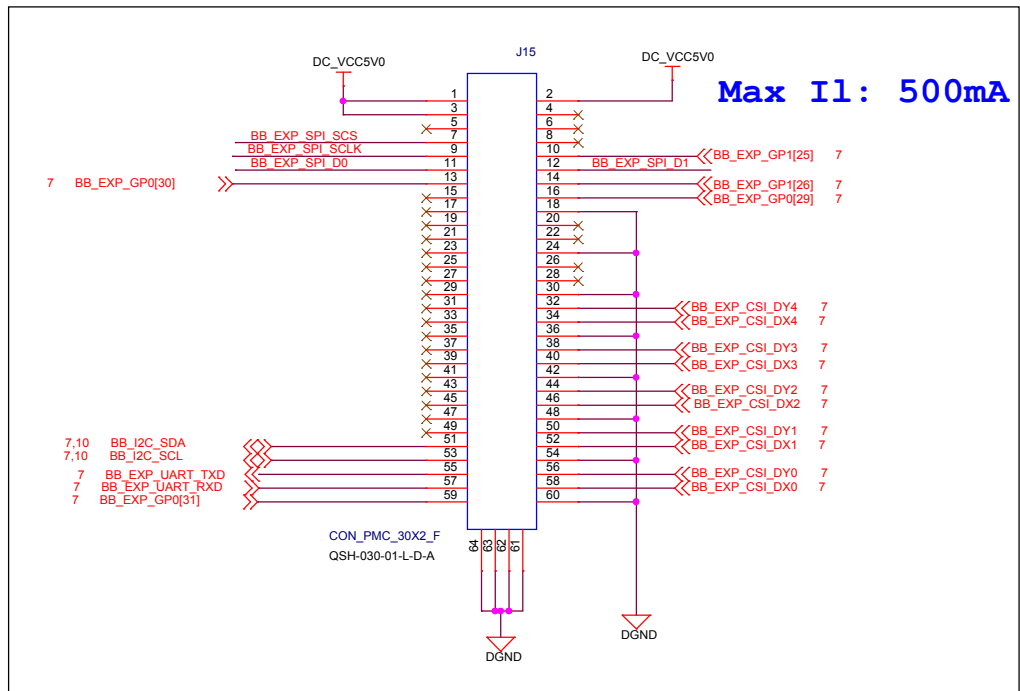 J15
DC_VCC5V0
DC_VCC5V0
Max Il: 500mA
1 2
3 4
5 6
BB_EXP_SPI_SCS 7 8
BB_EXP_SPI_SCLK 9 10 BB_EXP_GP1[25] 7
BB_EXP_SPI_D0 11 12 BB_EXP_SPI_D1
7 BB_EXP_GP0[30] 13 14 BB_EXP_GP1[26] 7
15 16 BB_EXP_GP0[29] 7
17 18
19 20
21 22
23 24
25 26
27 28
29 30
31 32 BB_EXP_CSI_DY4 7
33 34 BB_EXP_CSI_DX4 7
35 36
37 38 BB_EXP_CSI_DY3 7
39 40 BB_EXP_CSI_DX3 7
41 42
43 44 BB_EXP_CSI_DY2 7
45 46 BB_EXP_CSI_DX2 7
47 48
49 50 BB_EXP_CSI_DY1 7
7,10 BB_I2C_SDA 51 52 BB_EXP_CSI_DX1 7
7,10 BB_I2C_SCL 53 54
7 BB_EXP_UART_TXD 55 56 BB_EXP_CSI_DY0 7
7 BB_EXP_UART_RXD 57 58 BB_EXP_CSI_DX0 7
7 BB_EXP_GP0[31] 59 60
CON_PMC_30X2_F
QSH-030-01-L-D-A
64 63 62 61
DGND
DGND